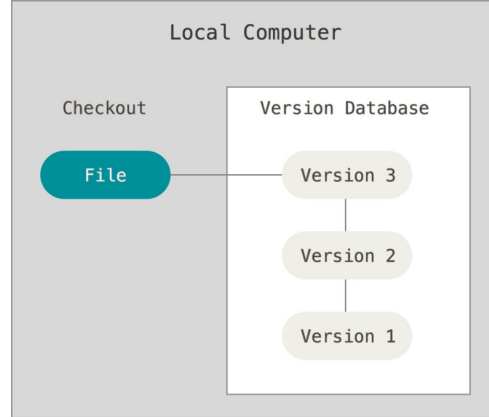 Local Computer
Checkout
Version Database
File
Version 3
Version 2
Version 1